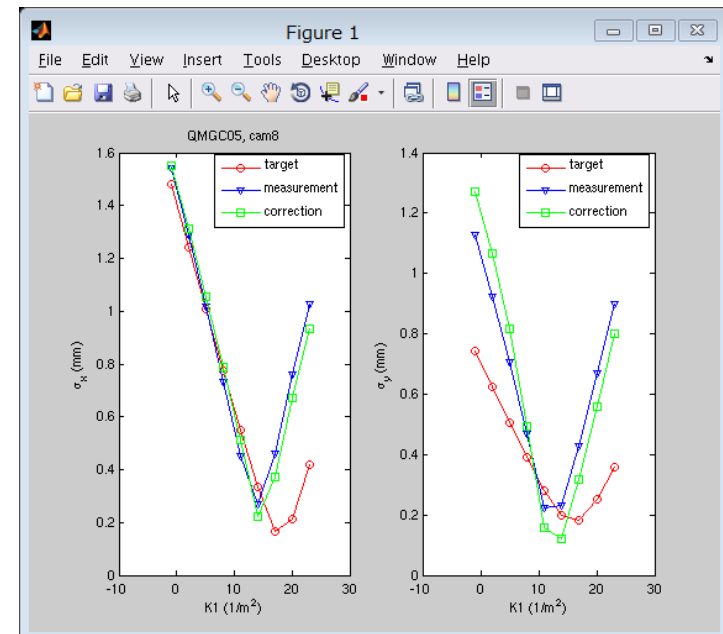 Figure 1
File Edit View Insert Tools Desktop Window Help
QMGC05, cam8
1.6
1.4
1.2
1
0.8
0.6
0.4
0.2
0
-10 0 10 20 30
σx (mm)
K1 (1/m²)
target
measurement
correction
1.4
1.2
1
0.8
0.6
0.4
0.2
0
-10 0 10 20 30
σy (mm)
K1 (1/m²)
target
measurement
correction